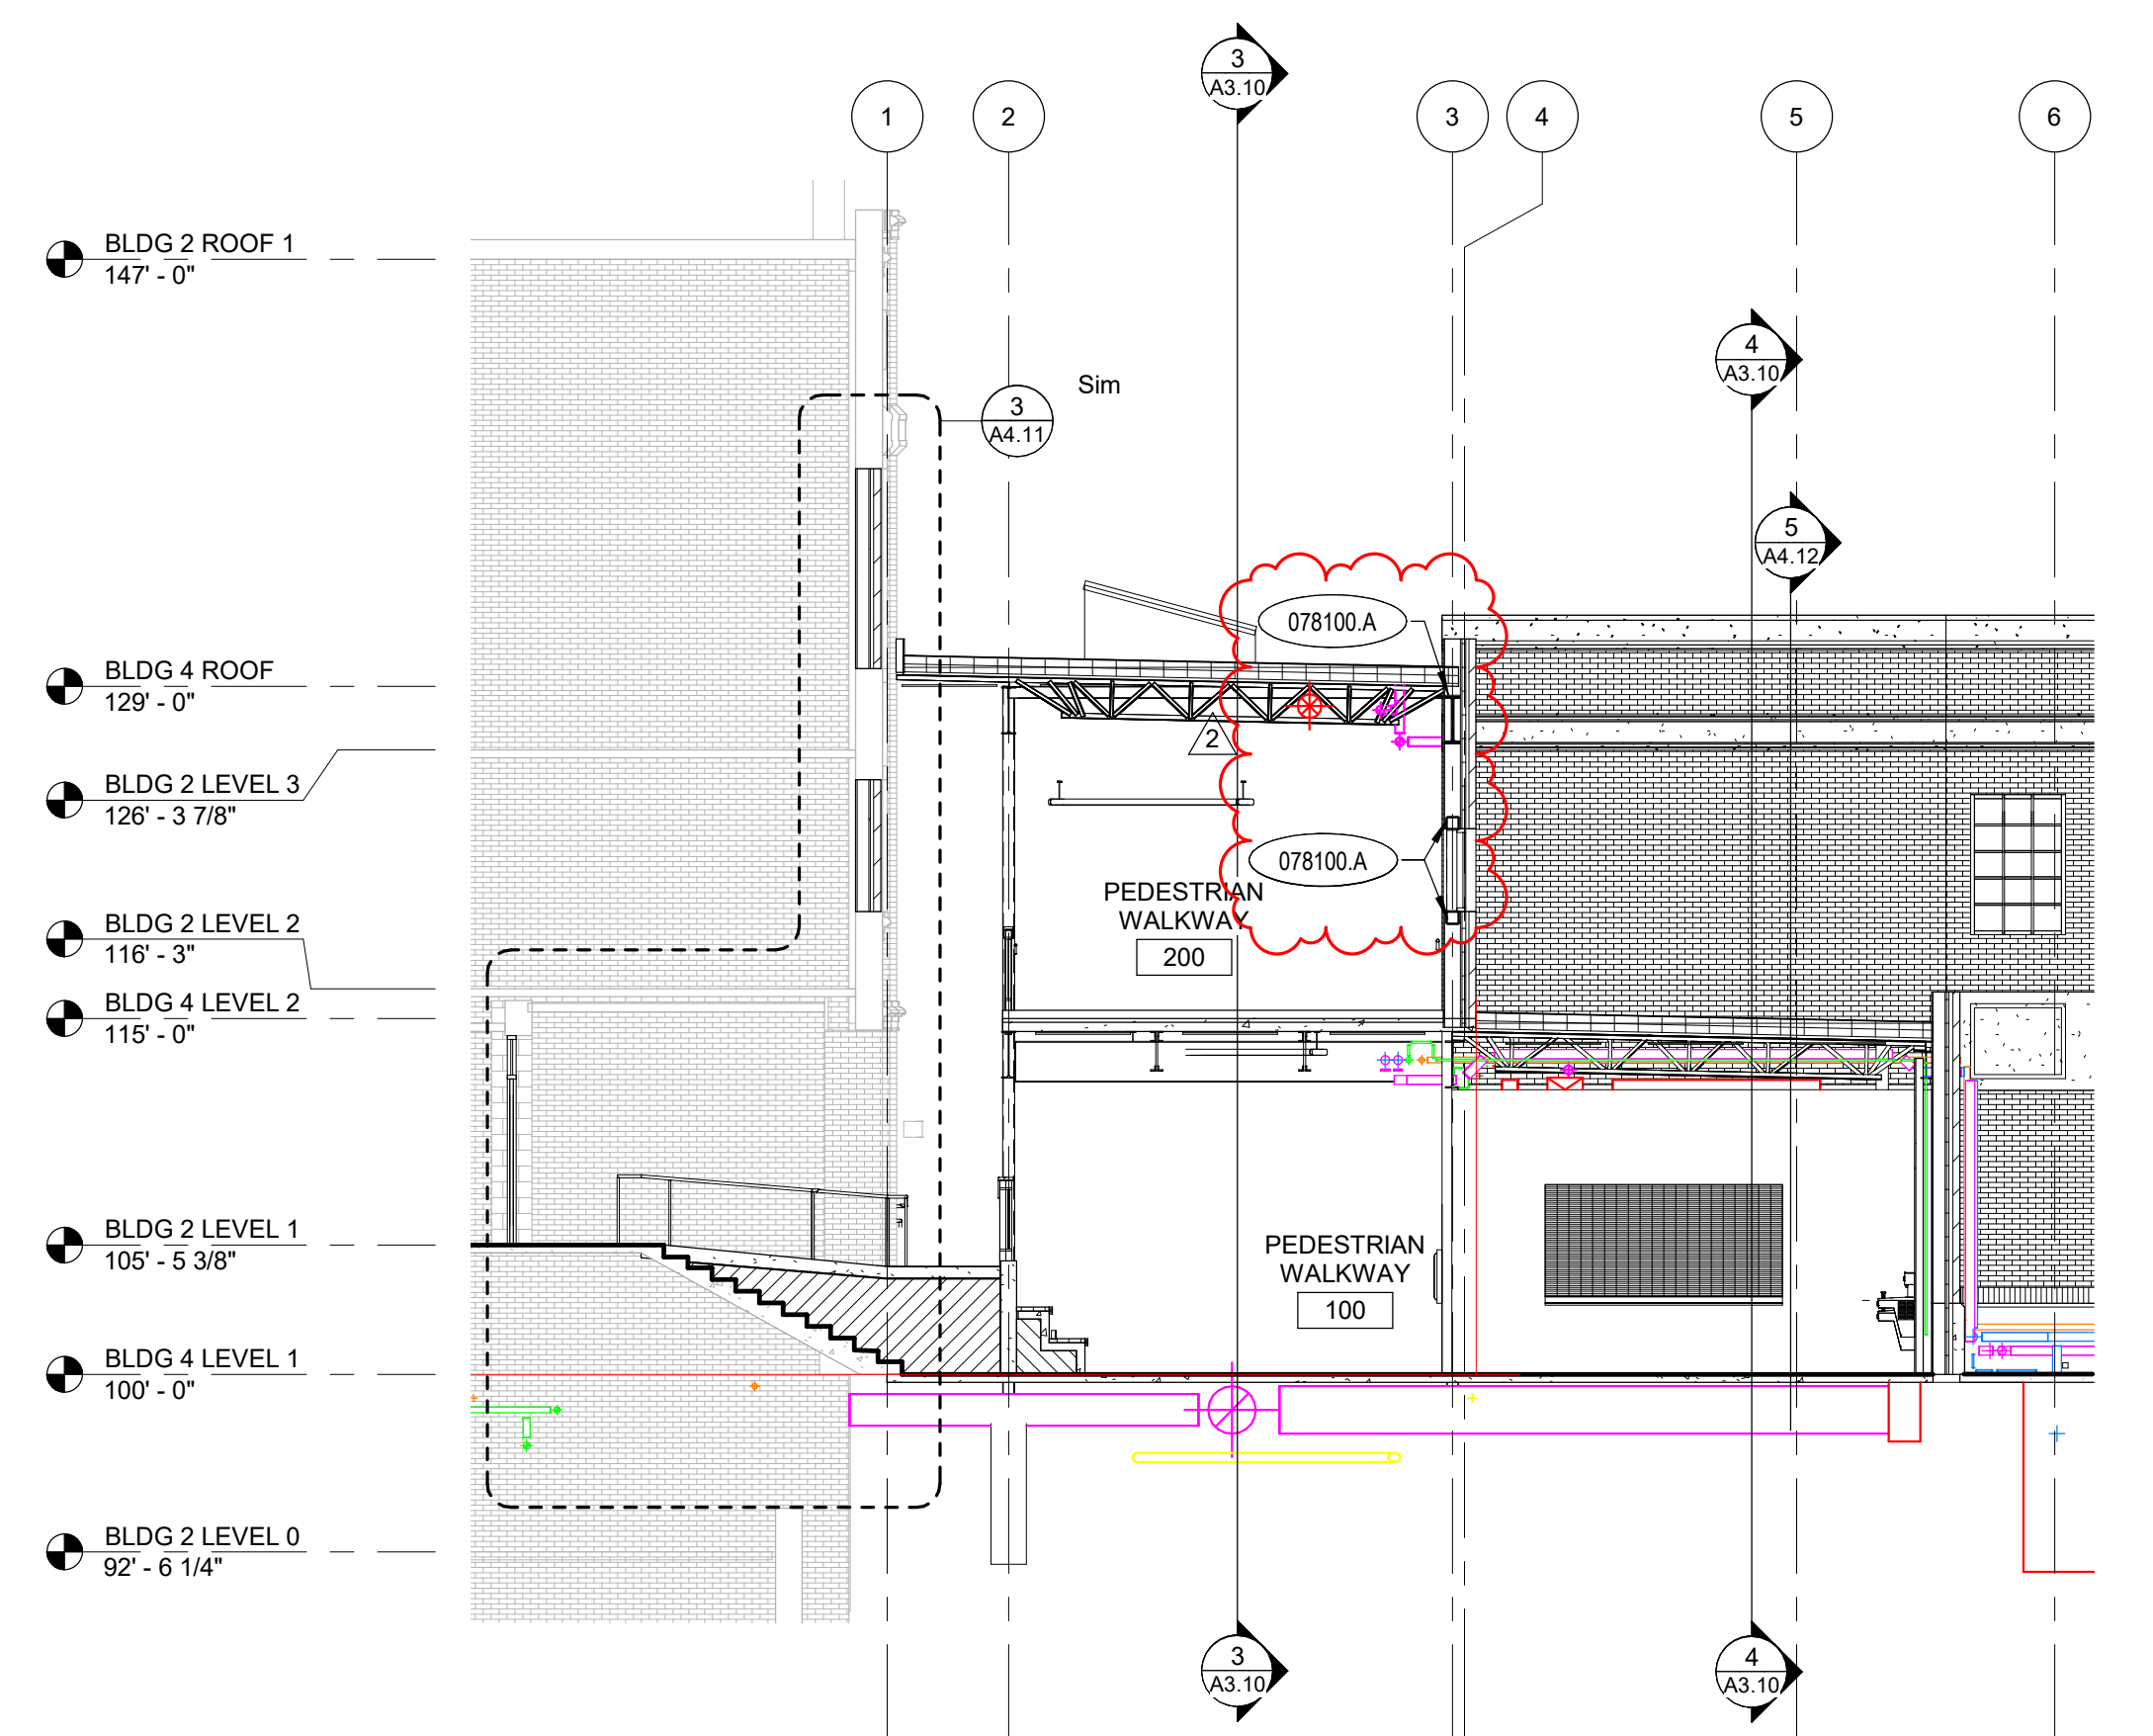 3
A3.10
1
2
3
4
5
6
BLDG 2 ROOF 1
147' - 0"
4
A3.10
Sim
3
A4.11
5
A4.12
078100.A
BLDG 4 ROOF
129' - 0"
2
BLDG 2 LEVEL 3
126' - 3 7/8"
078100.A
PEDESTRIAN
WALKWAY
200
BLDG 2 LEVEL 2
116' - 3"
BLDG 4 LEVEL 2
115' - 0"
BLDG 2 LEVEL 1
105' - 5 3/8"
PEDESTRIAN
WALKWAY
100
BLDG 4 LEVEL 1
100' - 0"
BLDG 2 LEVEL 0
92' - 6 1/4"
3
A3.10
4
A3.10